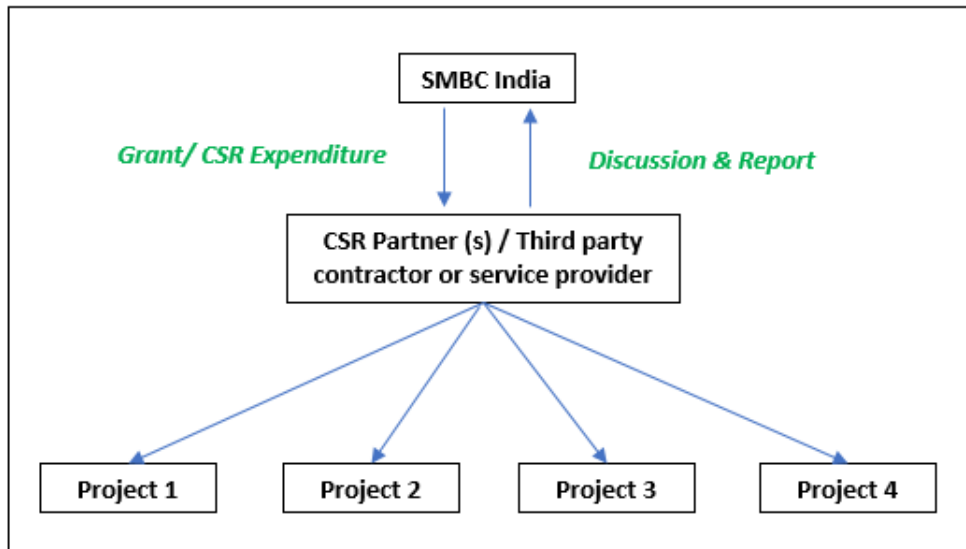 SMBC India
Grant/ CSR Expenditure
Discussion & Report
CSR Partner (s) / Third party
contractor or service provider
Project 1
Project 2
Project 3
Project 4